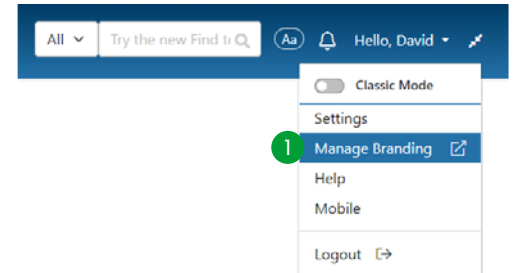 All Try the new Find t Aa Hello, David
Classic Mode
Settings
1 Manage Branding
Help
Mobile
Logout